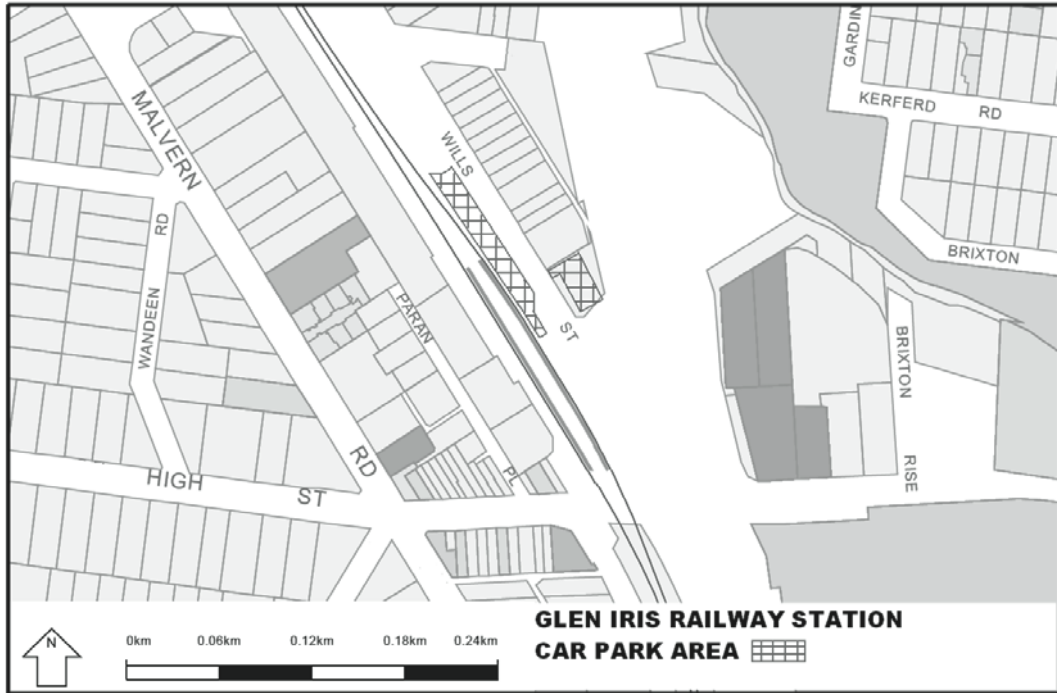 GARDIN
KERFERD RD
MALVERN
WILLS
RD
WANDEEN
BRIXTON
PARAN
ST
BRIXTON
RD
PL
RISE
HIGH ST
GLEN IRIS RAILWAY STATION
N
0km 0.06km 0.12km 0.18km 0.24km
CAR PARK AREA